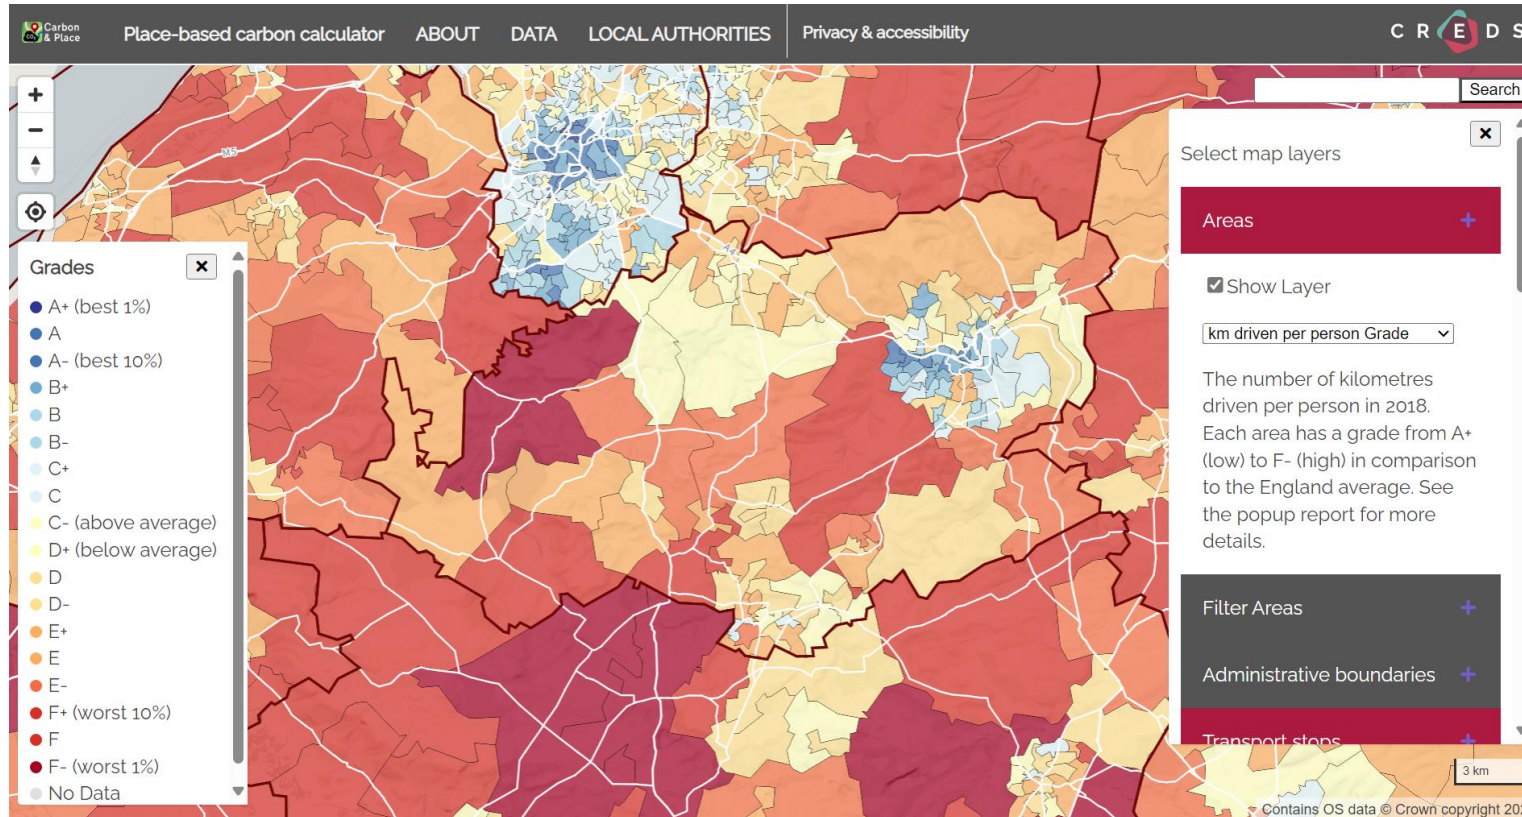 Carbon
& Place
Place-based carbon calculator
ABOUT
DATA
LOCAL AUTHORITIES
Privacy & accessibility
C R E D S
Search
M5
Select map layers
Areas
Show Layer
km driven per person Grade
The number of kilometres
driven per person in 2018.
Each area has a grade from A+
(low) to F- (high) in comparison
to the England average. See
the popup report for more
details.
Filter Areas
Administrative boundaries
Transport stops
Grades
A+ (best 1%)
A
A- (best 10%)
B+
B
B-
C+
C
C- (above average)
D+ (below average)
D
D-
E+
E
E-
F+ (worst 10%)
F
F- (worst 1%)
No Data
3 km
Contains OS data © Crown copyright 202